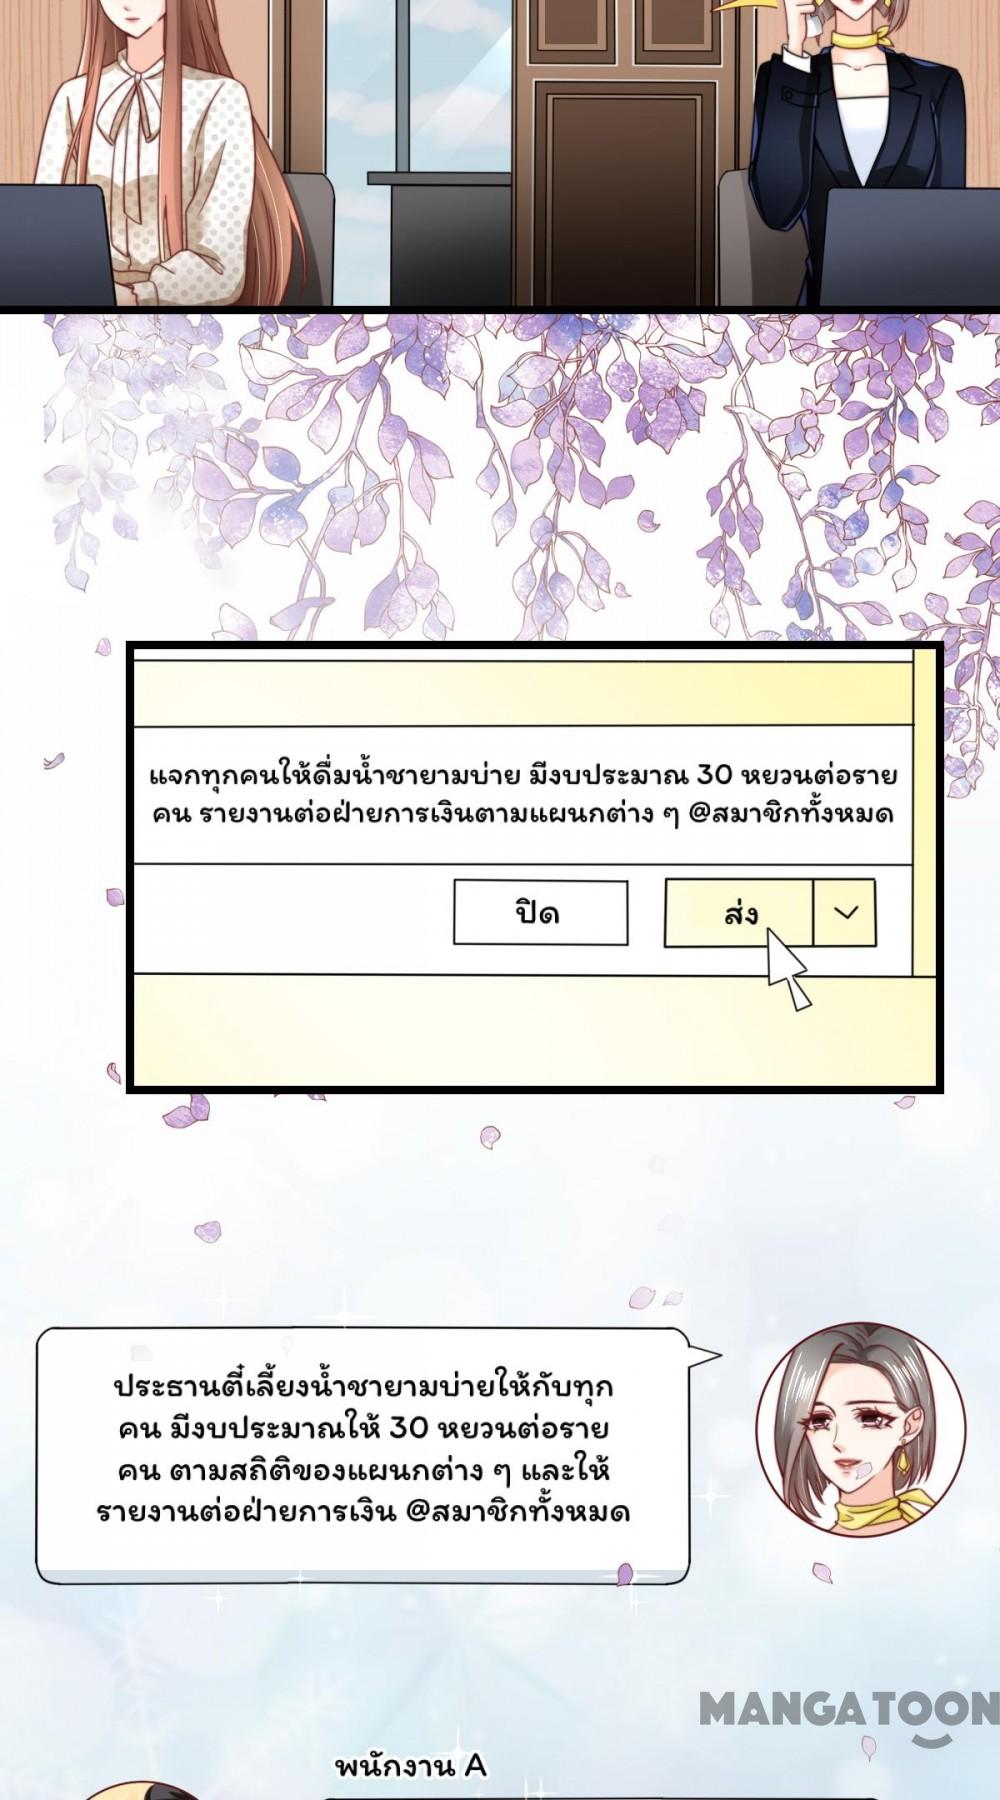 แจกทุกคนให้ดื่มน้ำชายามบ่าย มีงบประมาณ 30 หยวนต่อราย
คน รายงานต่อฝ่ายการเงินตามแผนกต่าง ๆ @สมาชิกทั้งหมด
ปิด
ส่ง
ประธานตี๋เลี้ยงน้ำชายามบ่ายให้กับทุก
คน มีงบประมาณให้ 30 หยวนต่อราย
คน ตามสถิติของแผนกต่าง ๆ และให้
รายงานต่อฝ่ายการเงิน @สมาชิกทั้งหมด
MANGA TOON
พนักงาน A